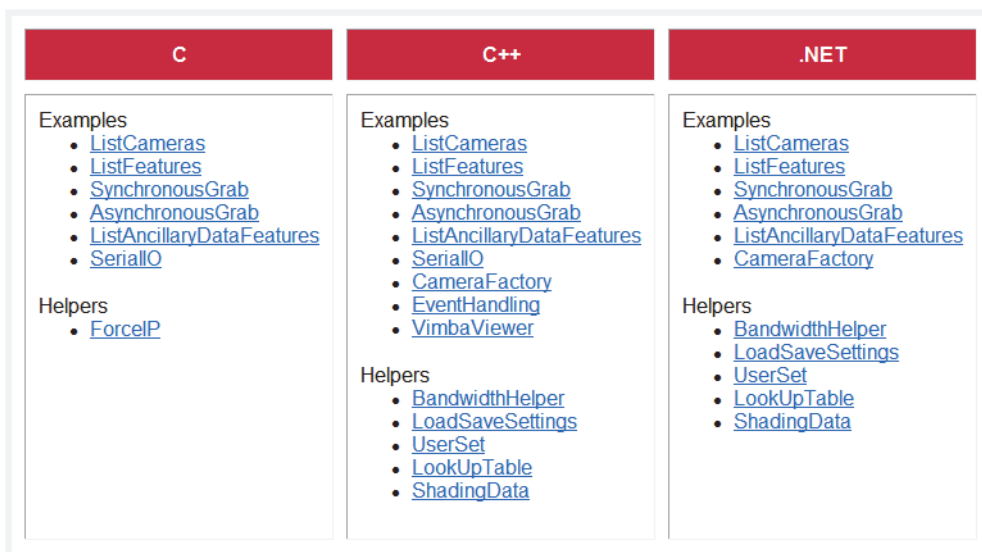 C
Examples
• ListCameras
• ListFeatures
• SynchronousGrab
• AsynchronousGrab
• ListAncillaryDataFeatures
• SerialIO
Helpers
• ForceIP
C++
Examples
• ListCameras
• ListFeatures
• SynchronousGrab
• AsynchronousGrab
• ListAncillaryDataFeatures
• SerialIO
• CameraFactory
• EventHandling
• VimbaViewer
Helpers
• BandwidthHelper
• LoadSaveSettings
• UserSet
• LookUpTable
• ShadingData
.NET
Examples
• ListCameras
• ListFeatures
• SynchronousGrab
• AsynchronousGrab
• ListAncillaryDataFeatures
• CameraFactory
Helpers
• BandwidthHelper
• LoadSaveSettings
• UserSet
• LookUpTable
• ShadingData